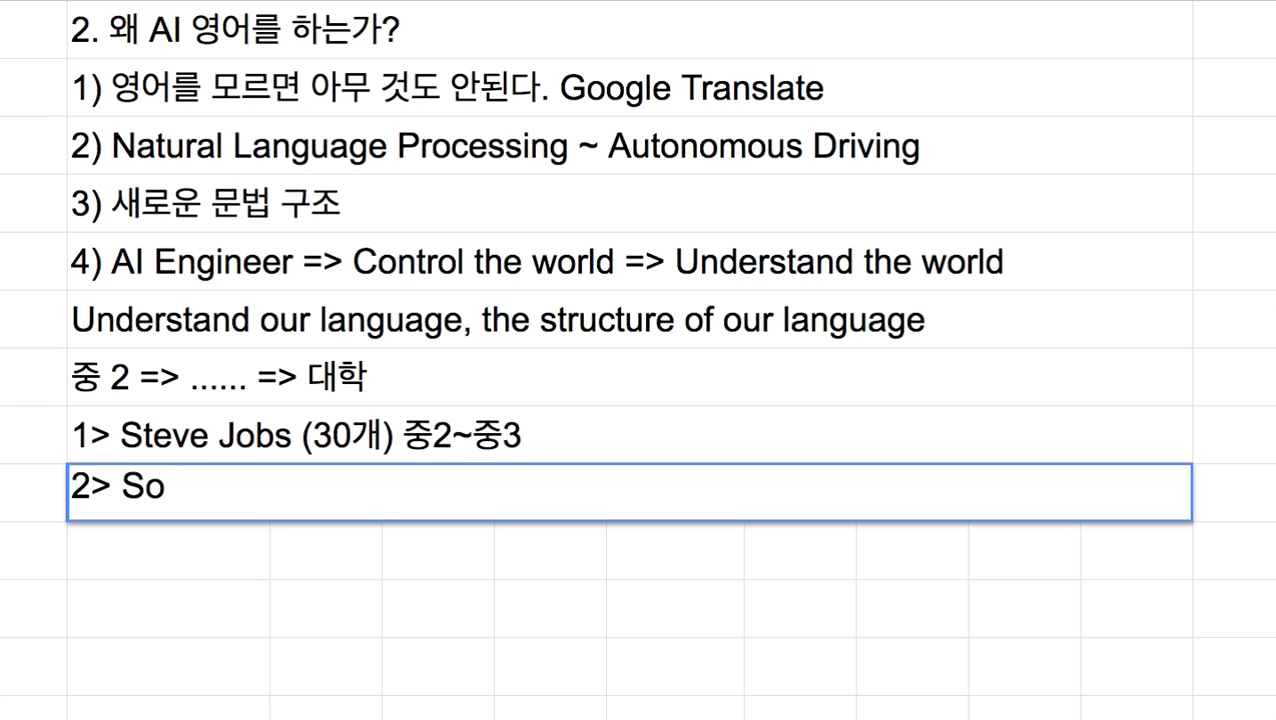 2. 왜 AI 영어를 하는가?
1) 영어를 모르면 아무 것도 안된다. Google Translate
2) Natural Language Processing ~ Autonomous Driving
3) 새로운 문법 구조
4) AI Engineer => Control the world => Understand the world
Understand our language, the structure of our language
중 2 => ...... => 대학
1> Steve Jobs (30개) 중2~중3
2> So